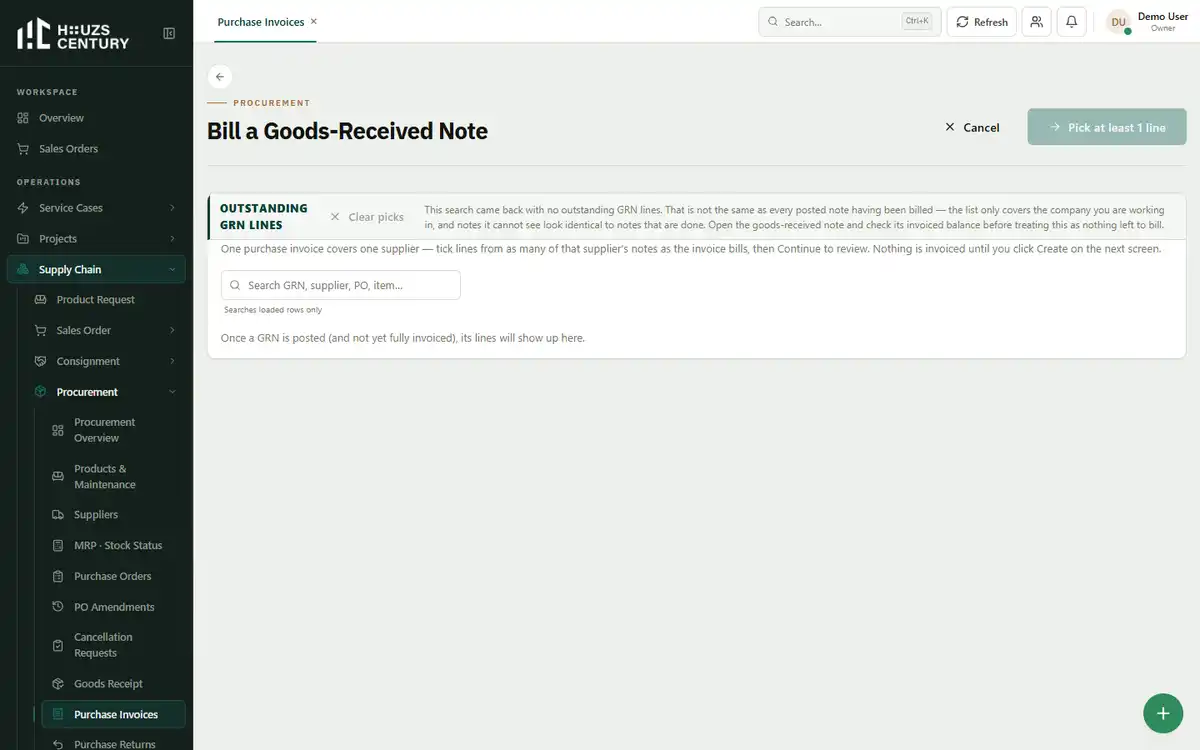 HOUZS
CENTURY
Purchase Invoices
Search...
Ctrl+K
Refresh
DU
Demo User
Owner
WORKSPACE
Overview
Sales Orders
OPERATIONS
Service Cases
Projects
Supply Chain
Product Request
Sales Order
Consignment
Procurement
Procurement
Overview
Products &
Maintenance
Suppliers
MRP · Stock Status
Purchase Orders
PO Amendments
Cancellation
Requests
Goods Receipt
Purchase Invoices
Purchase Returns
PROCUREMENT
Bill a Goods-Received Note
Cancel
Pick at least 1 line
OUTSTANDING
GRN LINES
Clear picks
This search came back with no outstanding GRN lines. That is not the same as every posted note having been billed — the list only covers the company you are working
in, and notes it cannot see look identical to notes that are done. Open the goods-received note and check its invoiced balance before treating this as nothing left to bill.
One purchase invoice covers one supplier — tick lines from as many of that supplier's notes as the invoice bills, then Continue to review. Nothing is invoiced until you click Create on the next screen.
Search GRN, supplier, PO, item...
Searches loaded rows only
Once a GRN is posted (and not yet fully invoiced), its lines will show up here.